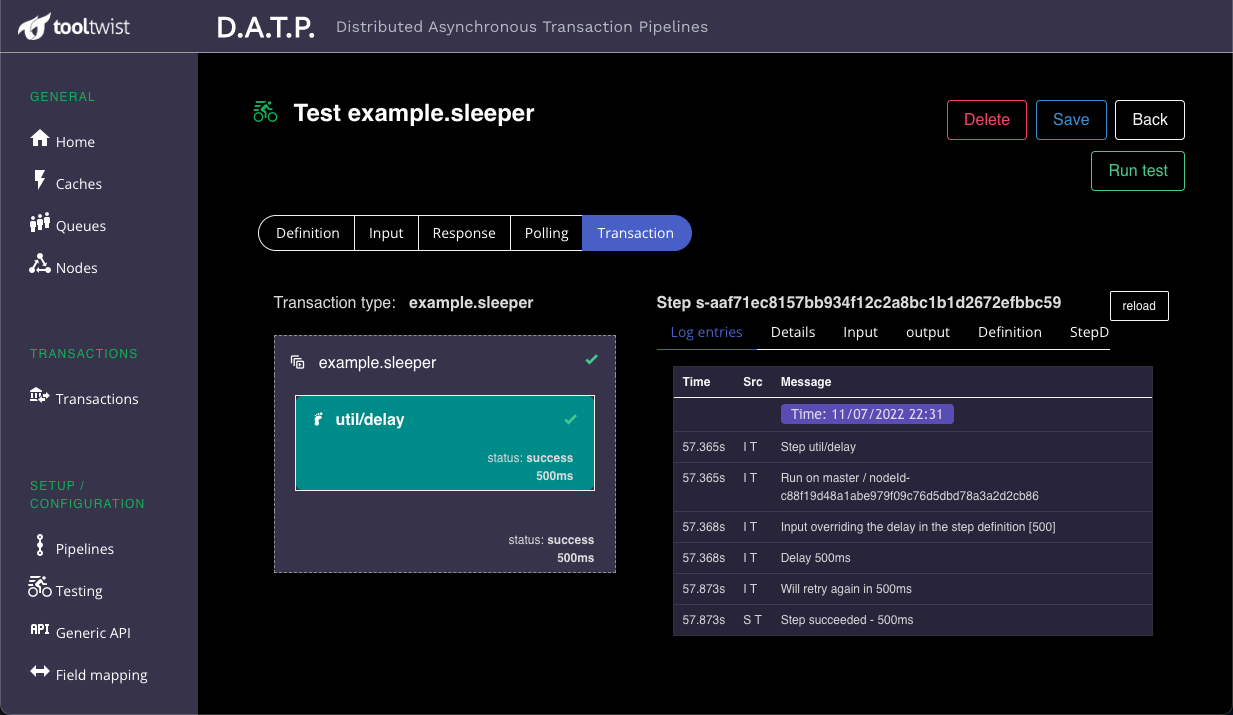 tooltwist
D.A.T.P. Distributed Asynchronous Transaction Pipelines
GENERAL
Home
Caches
Queues
Nodes
TRANSACTIONS
Transactions
SETUP /
CONFIGURATION
Pipelines
Testing
API Generic API
Field mapping
Test example.sleeper
Delete Save Back
Run test
Definition Input Response Polling Transaction
Transaction type: example.sleeper
example.sleeper
util/delay
status: success
500ms
status: success
500ms
Step s-aaf71ec8157bb934f12c2a8bc1b1d2672efbbc59
reload
Log entries Details Input output Definition StepD
Time Src Message
Time: 11/07/2022 22:31
57.365s I T Step util/delay
57.365s I T Run on master / nodeId-
c88f19d48a1abe979f09c76d5dbd78a3a2d2cb86
57.368s I T Input overriding the delay in the step definition [500]
57.368s I T Delay 500ms
57.873s I T Will retry again in 500ms
57.873s S T Step succeeded - 500ms